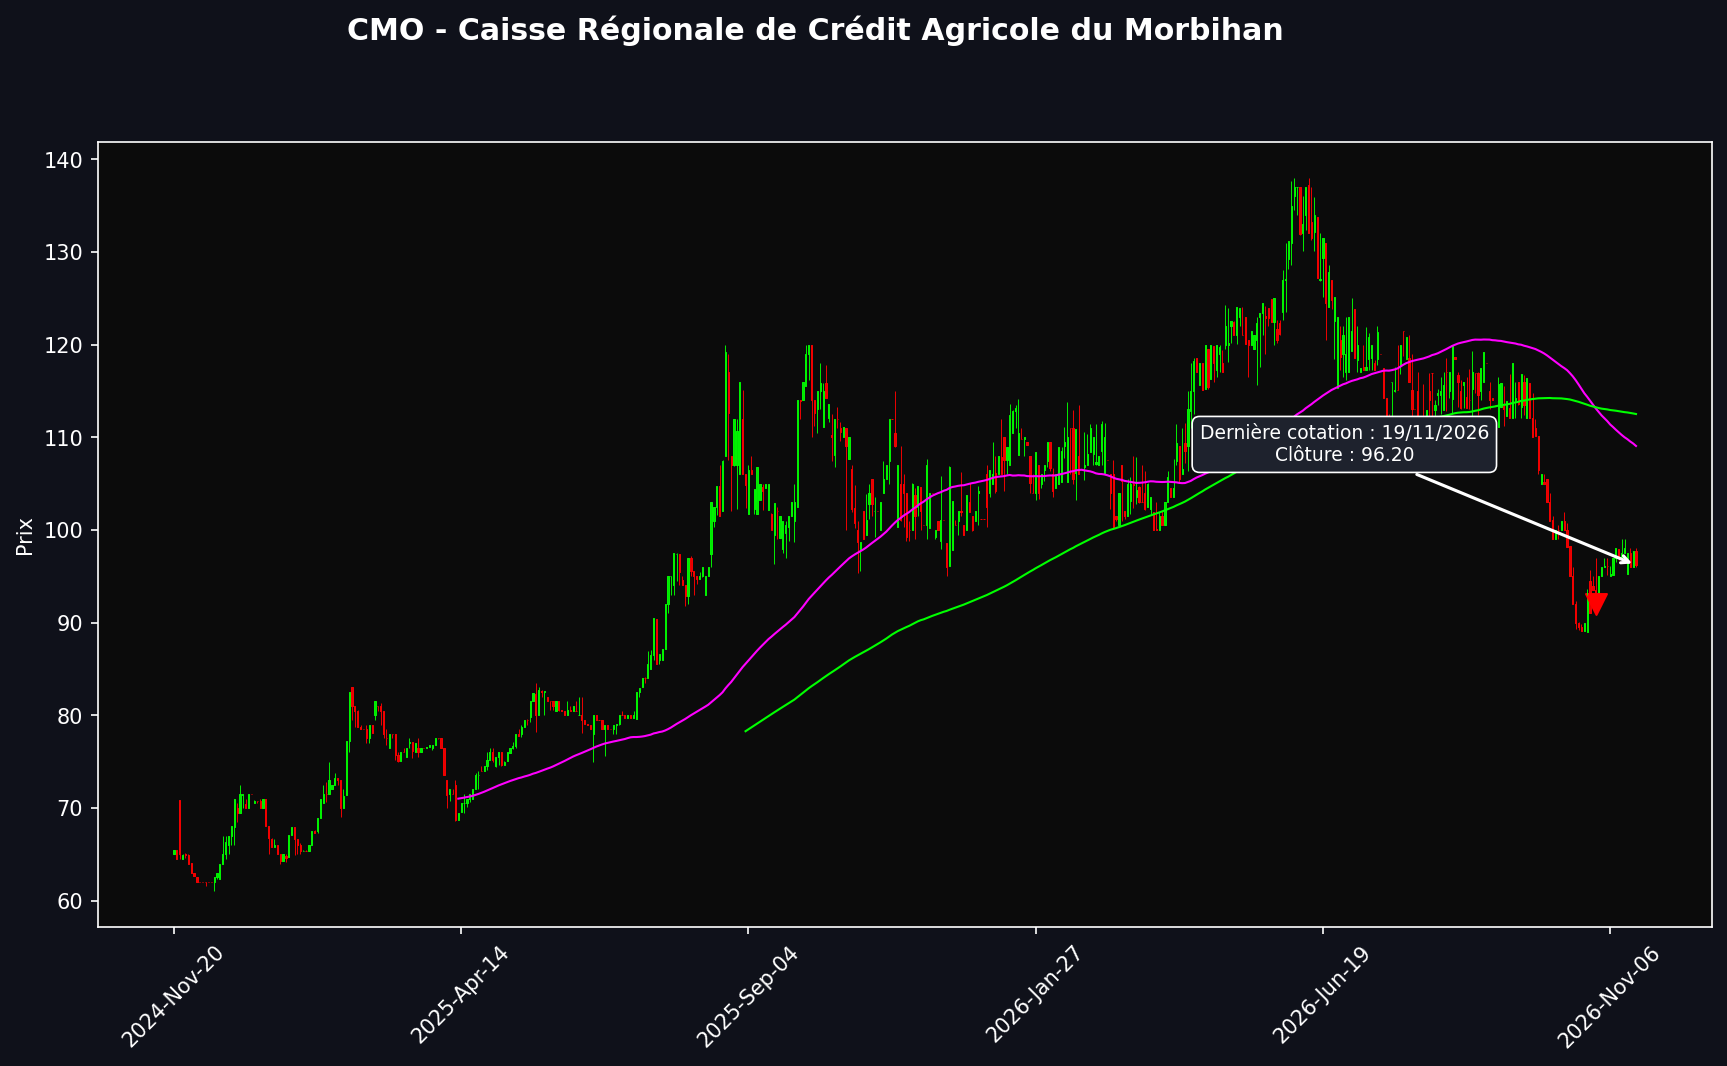 CMO - Caisse Régionale de Crédit Agricole du Morbihan
Prix
140
130
120
110
100
90
80
70
60
Dernière cotation : 19/11/2026
Clôture : 96.20
2024-Nov-20
2025-Apr-14
2025-Sep-04
2026-Jan-27
2026-Jun-19
2026-Nov-06